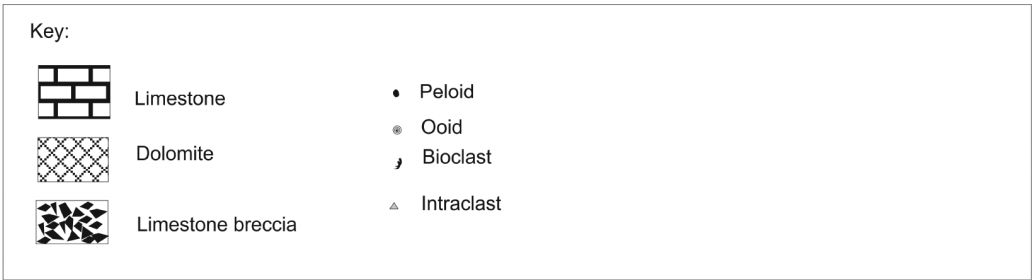 Key:
Limestone
Dolomite
Limestone breccia
Peloid
Ooid
Bioclast
Intraclast